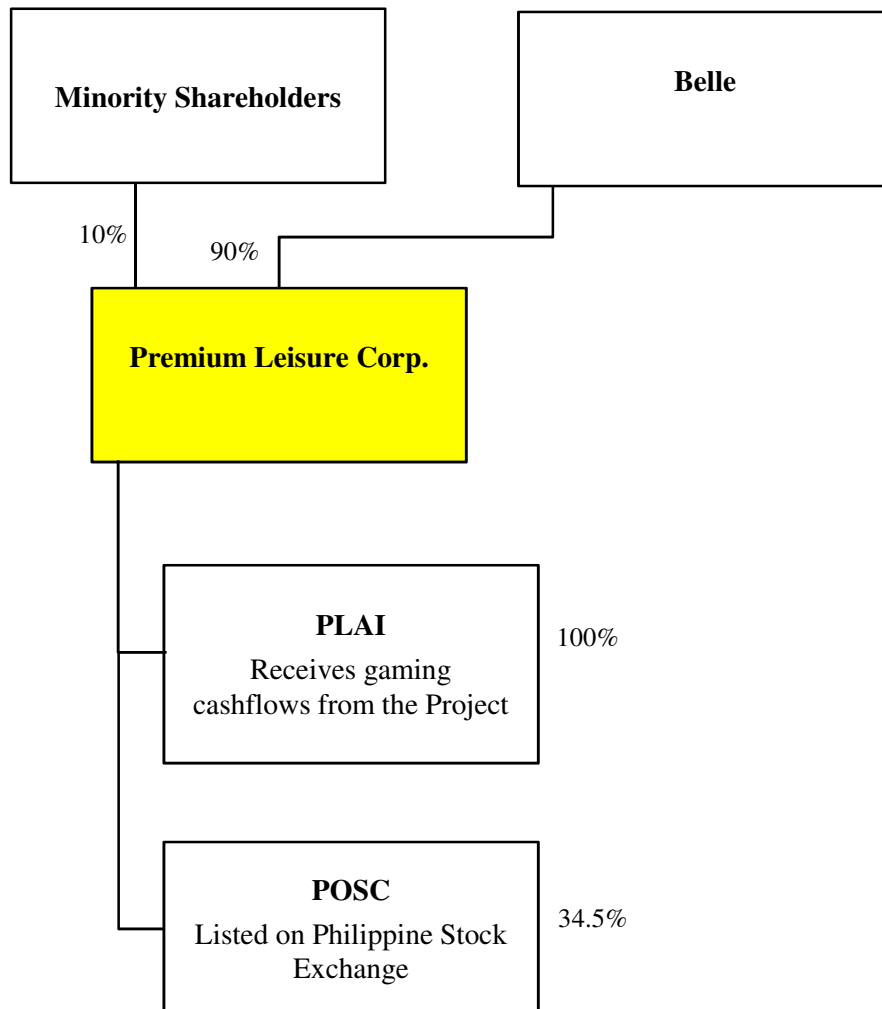 Minority Shareholders
Belle
10%
90%
Premium Leisure Corp.
PLAI
Receives gaming
cashflows from the Project
100%
POSC
Listed on Philippine Stock
Exchange
34.5%